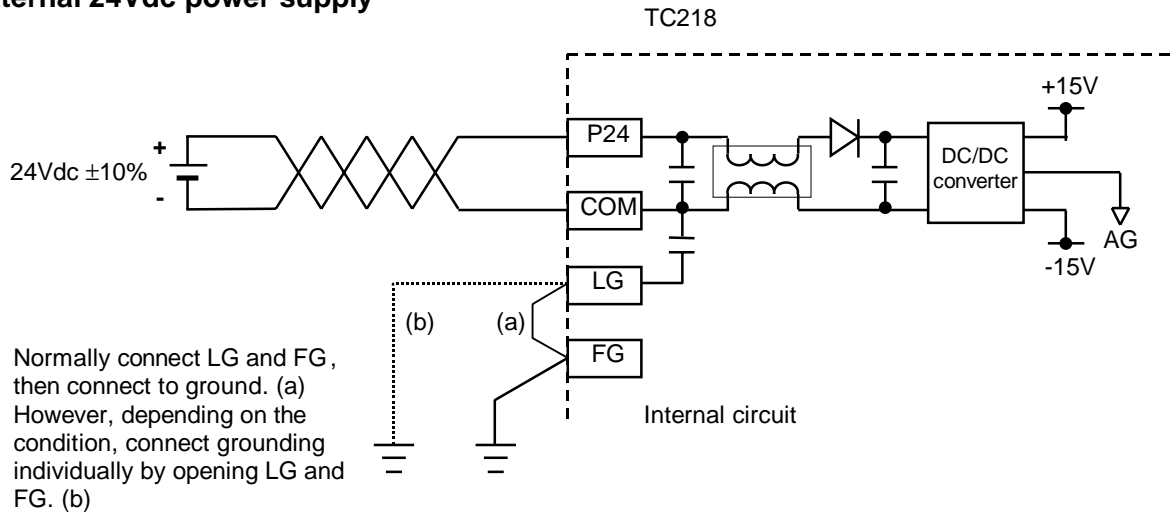 24Vdc power supply
TC218
+15V
P24
DC/DC
converter
+
24Vdc ±10%
-
COM
AG
-15V
LG
(b)
(a)
FG
Normally connect LG and FG,
then connect to ground. (a)
However, depending on the
condition, connect grounding
individually by opening LG and
FG. (b)
Internal circuit